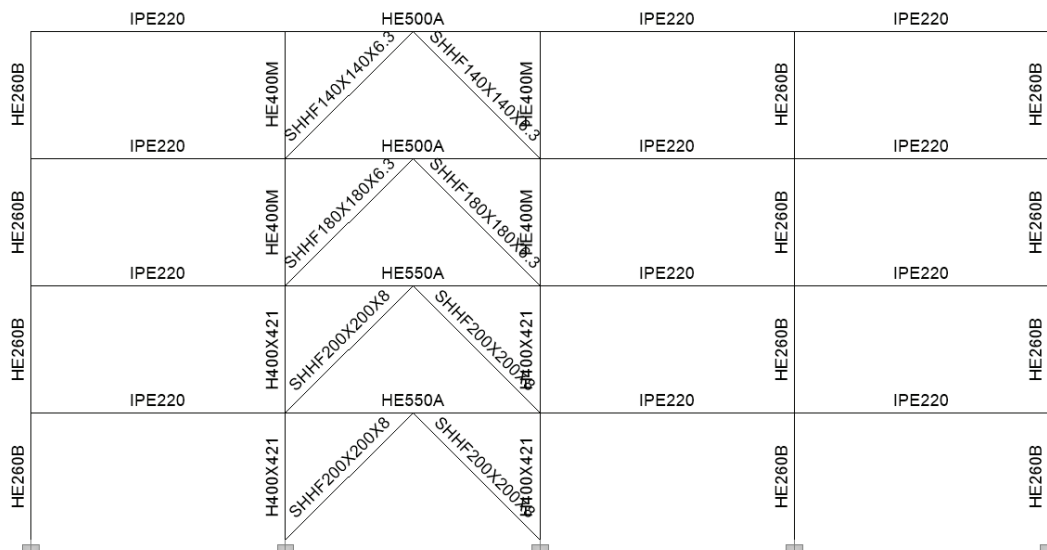 IPE220 HE500A IPE220 IPE220
HE260B HE400M SHHF140X140X6.3 SHHF140X140X6.3 HE400M HE260B HE260B
IPE220 HE500A IPE220 IPE220
HE260B HE400M SHHF180X180X6.3 SHHF180X180X6.3 HE400M HE260B HE260B
IPE220 HE550A IPE220 IPE220
HE260B H400X421 SHHF200X200X8 SHHF200X200X8 H400X421 HE260B HE260B
IPE220 HE550A IPE220 IPE220
HE260B H400X421 SHHF200X200X8 SHHF200X200X8 H400X421 HE260B HE260B